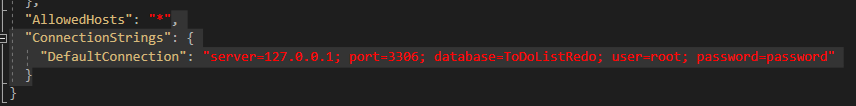 },
"AllowedHosts": "*",
"ConnectionStrings": {
"DefaultConnection": "server=127.0.0.1; port=3306; database=ToDoListRedo; user=root; password=password"
}
}